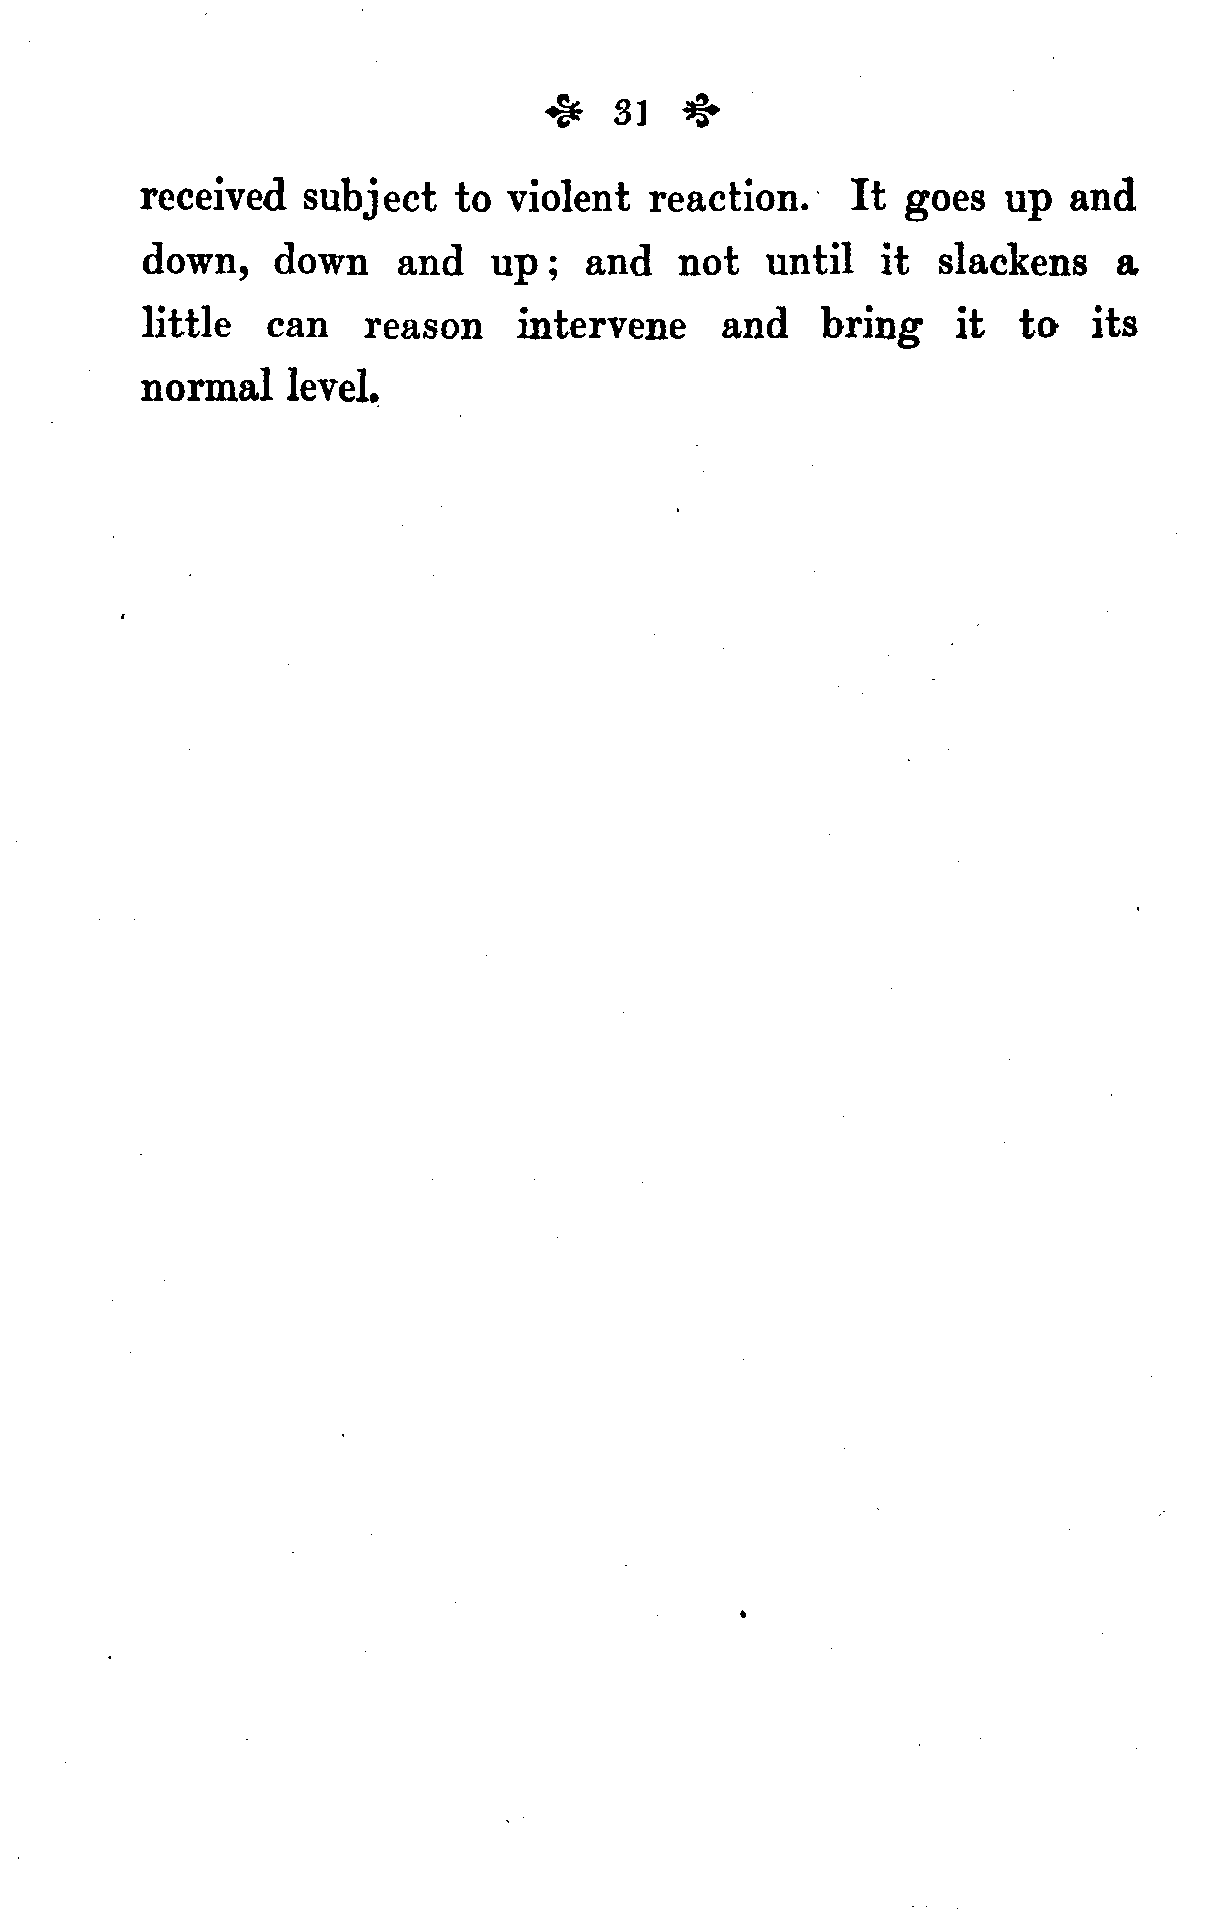 31
received subject to violent reaction. It goes up and
down, down and up; and not until it slackens a
little can reason intervene and bring it to its
normal level.